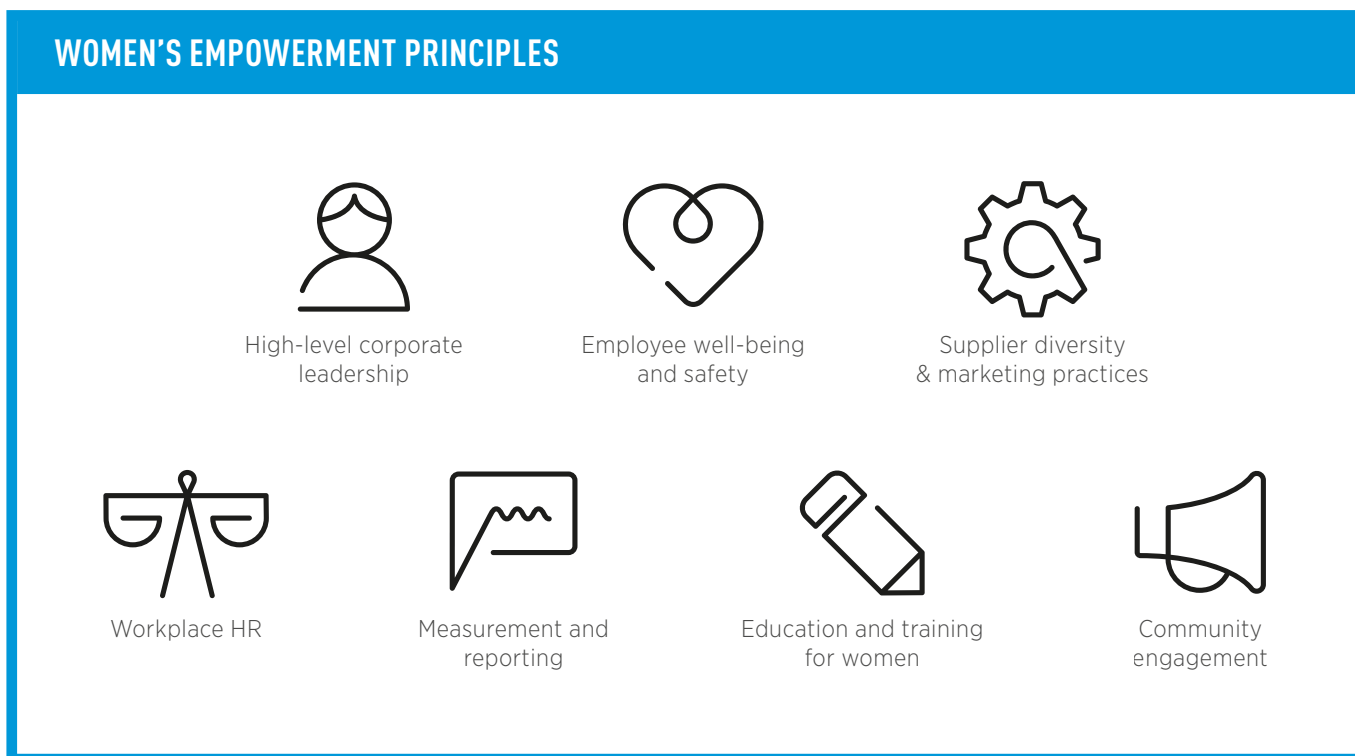 WOMEN'S EMPOWERMENT PRINCIPLES
High-level corporate
leadership
Employee well-being
and safety
Supplier diversity
& marketing practices
Workplace HR
Measurement and
reporting
Education and training
for women
Community
engagement